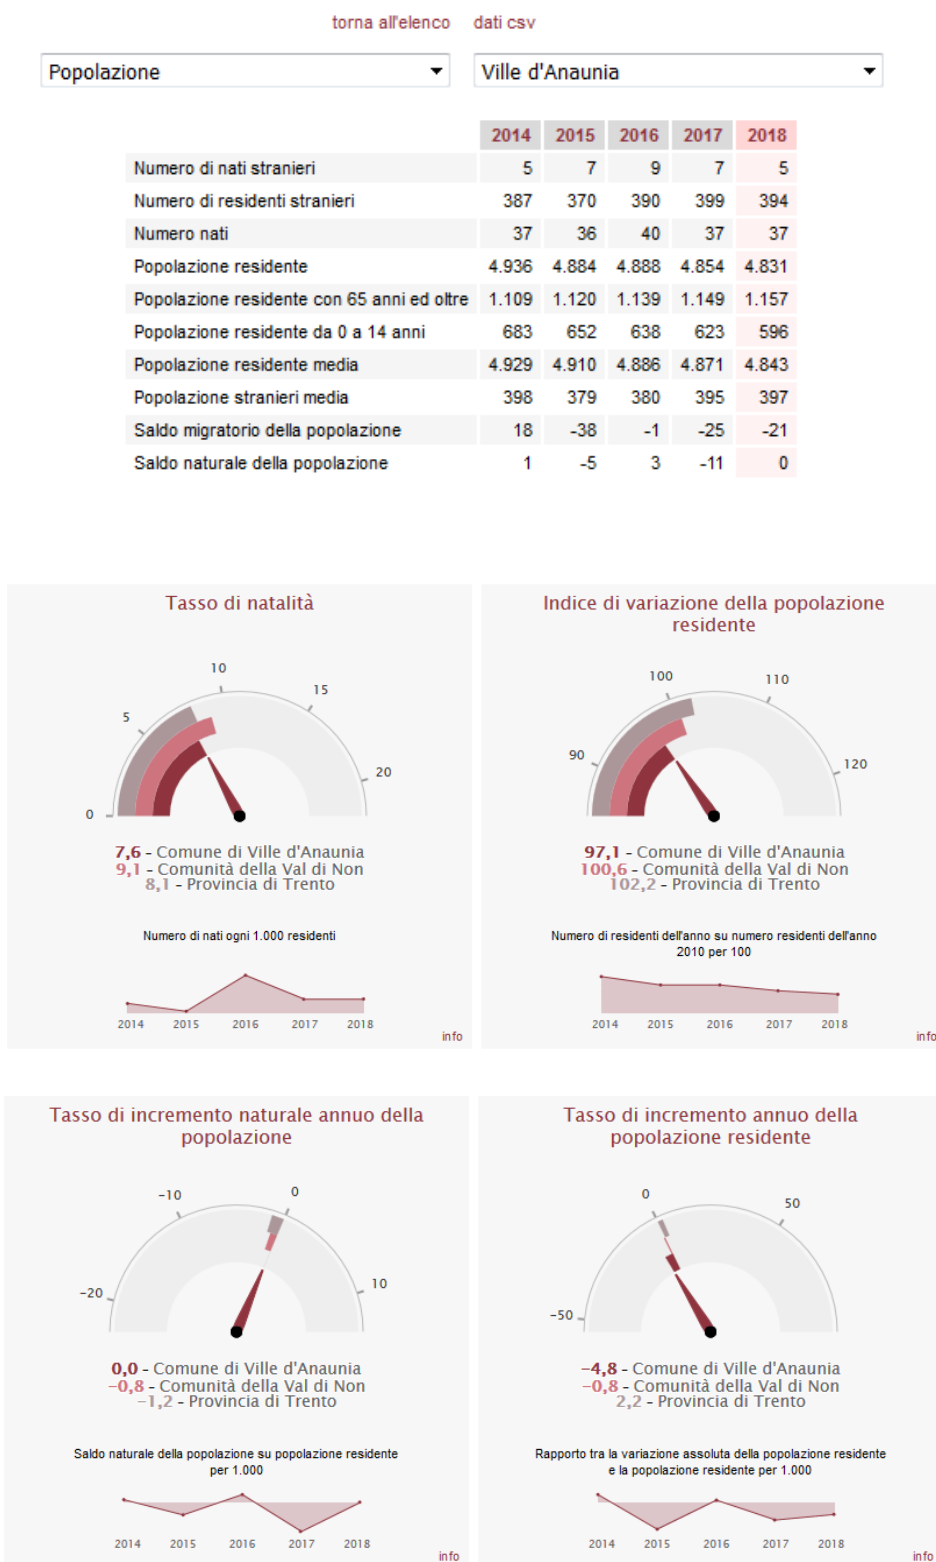 torna all'elenco dati csv
Popolazione Ville d'Anaunia
2014 2015 2016 2017 2018
Numero di nati stranieri 5 7 9 7 5
Numero di residenti stranieri 387 370 390 399 394
Numero nati 37 36 40 37 37
Popolazione residente 4.936 4.884 4.888 4.854 4.831
Popolazione residente con 65 anni ed oltre 1.109 1.120 1.139 1.149 1.157
Popolazione residente da 0 a 14 anni 683 652 638 623 596
Popolazione residente media 4.929 4.910 4.886 4.871 4.843
Popolazione stranieri media 398 379 380 395 397
Saldo migratorio della popolazione 18 -38 -1 -25 -21
Saldo naturale della popolazione 1 -5 3 -11 0
Tasso di natalità
0 5 10 15 20
7,6 - Comune di Ville d'Anaunia
9,1 - Comunità della Val di Non
8,1 - Provincia di Trento
Numero di nati ogni 1.000 residenti
2014 2015 2016 2017 2018
info
Indice di variazione della popolazione
residente
90 100 110 120
97,1 - Comune di Ville d'Anaunia
100,6 - Comunità della Val di Non
102,2 - Provincia di Trento
Numero di residenti dell'anno su numero residenti dell'anno
2010 per 100
2014 2015 2016 2017 2018
info
Tasso di incremento naturale annuo della
popolazione
-20 -10 0 10
0,0 - Comune di Ville d'Anaunia
-0,8 - Comunità della Val di Non
-1,2 - Provincia di Trento
Saldo naturale della popolazione su popolazione residente
per 1.000
2014 2015 2016 2017 2018
info
Tasso di incremento annuo della
popolazione residente
-50 0 50
-4,8 - Comune di Ville d'Anaunia
-0,8 - Comunità della Val di Non
2,2 - Provincia di Trento
Rapporto tra la variazione assoluta della popolazione residente
e la popolazione residente per 1.000
2014 2015 2016 2017 2018
info